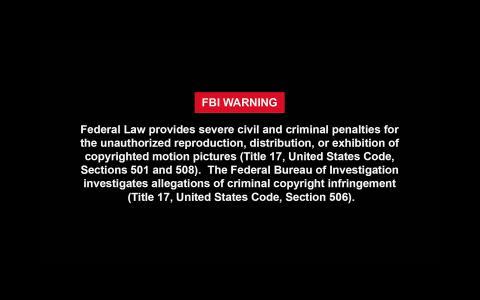 FBI WARNING
Federal Law provides severe civil and criminal penalties for
the unauthorized reproduction, distribution, or exhibition of
copyrighted motion pictures (Title 17, United States Code,
Sections 501 and 508).  The Federal Bureau of Investigation
investigates allegations of criminal copyright infringement
(Title 17, United States Code, Section 506).